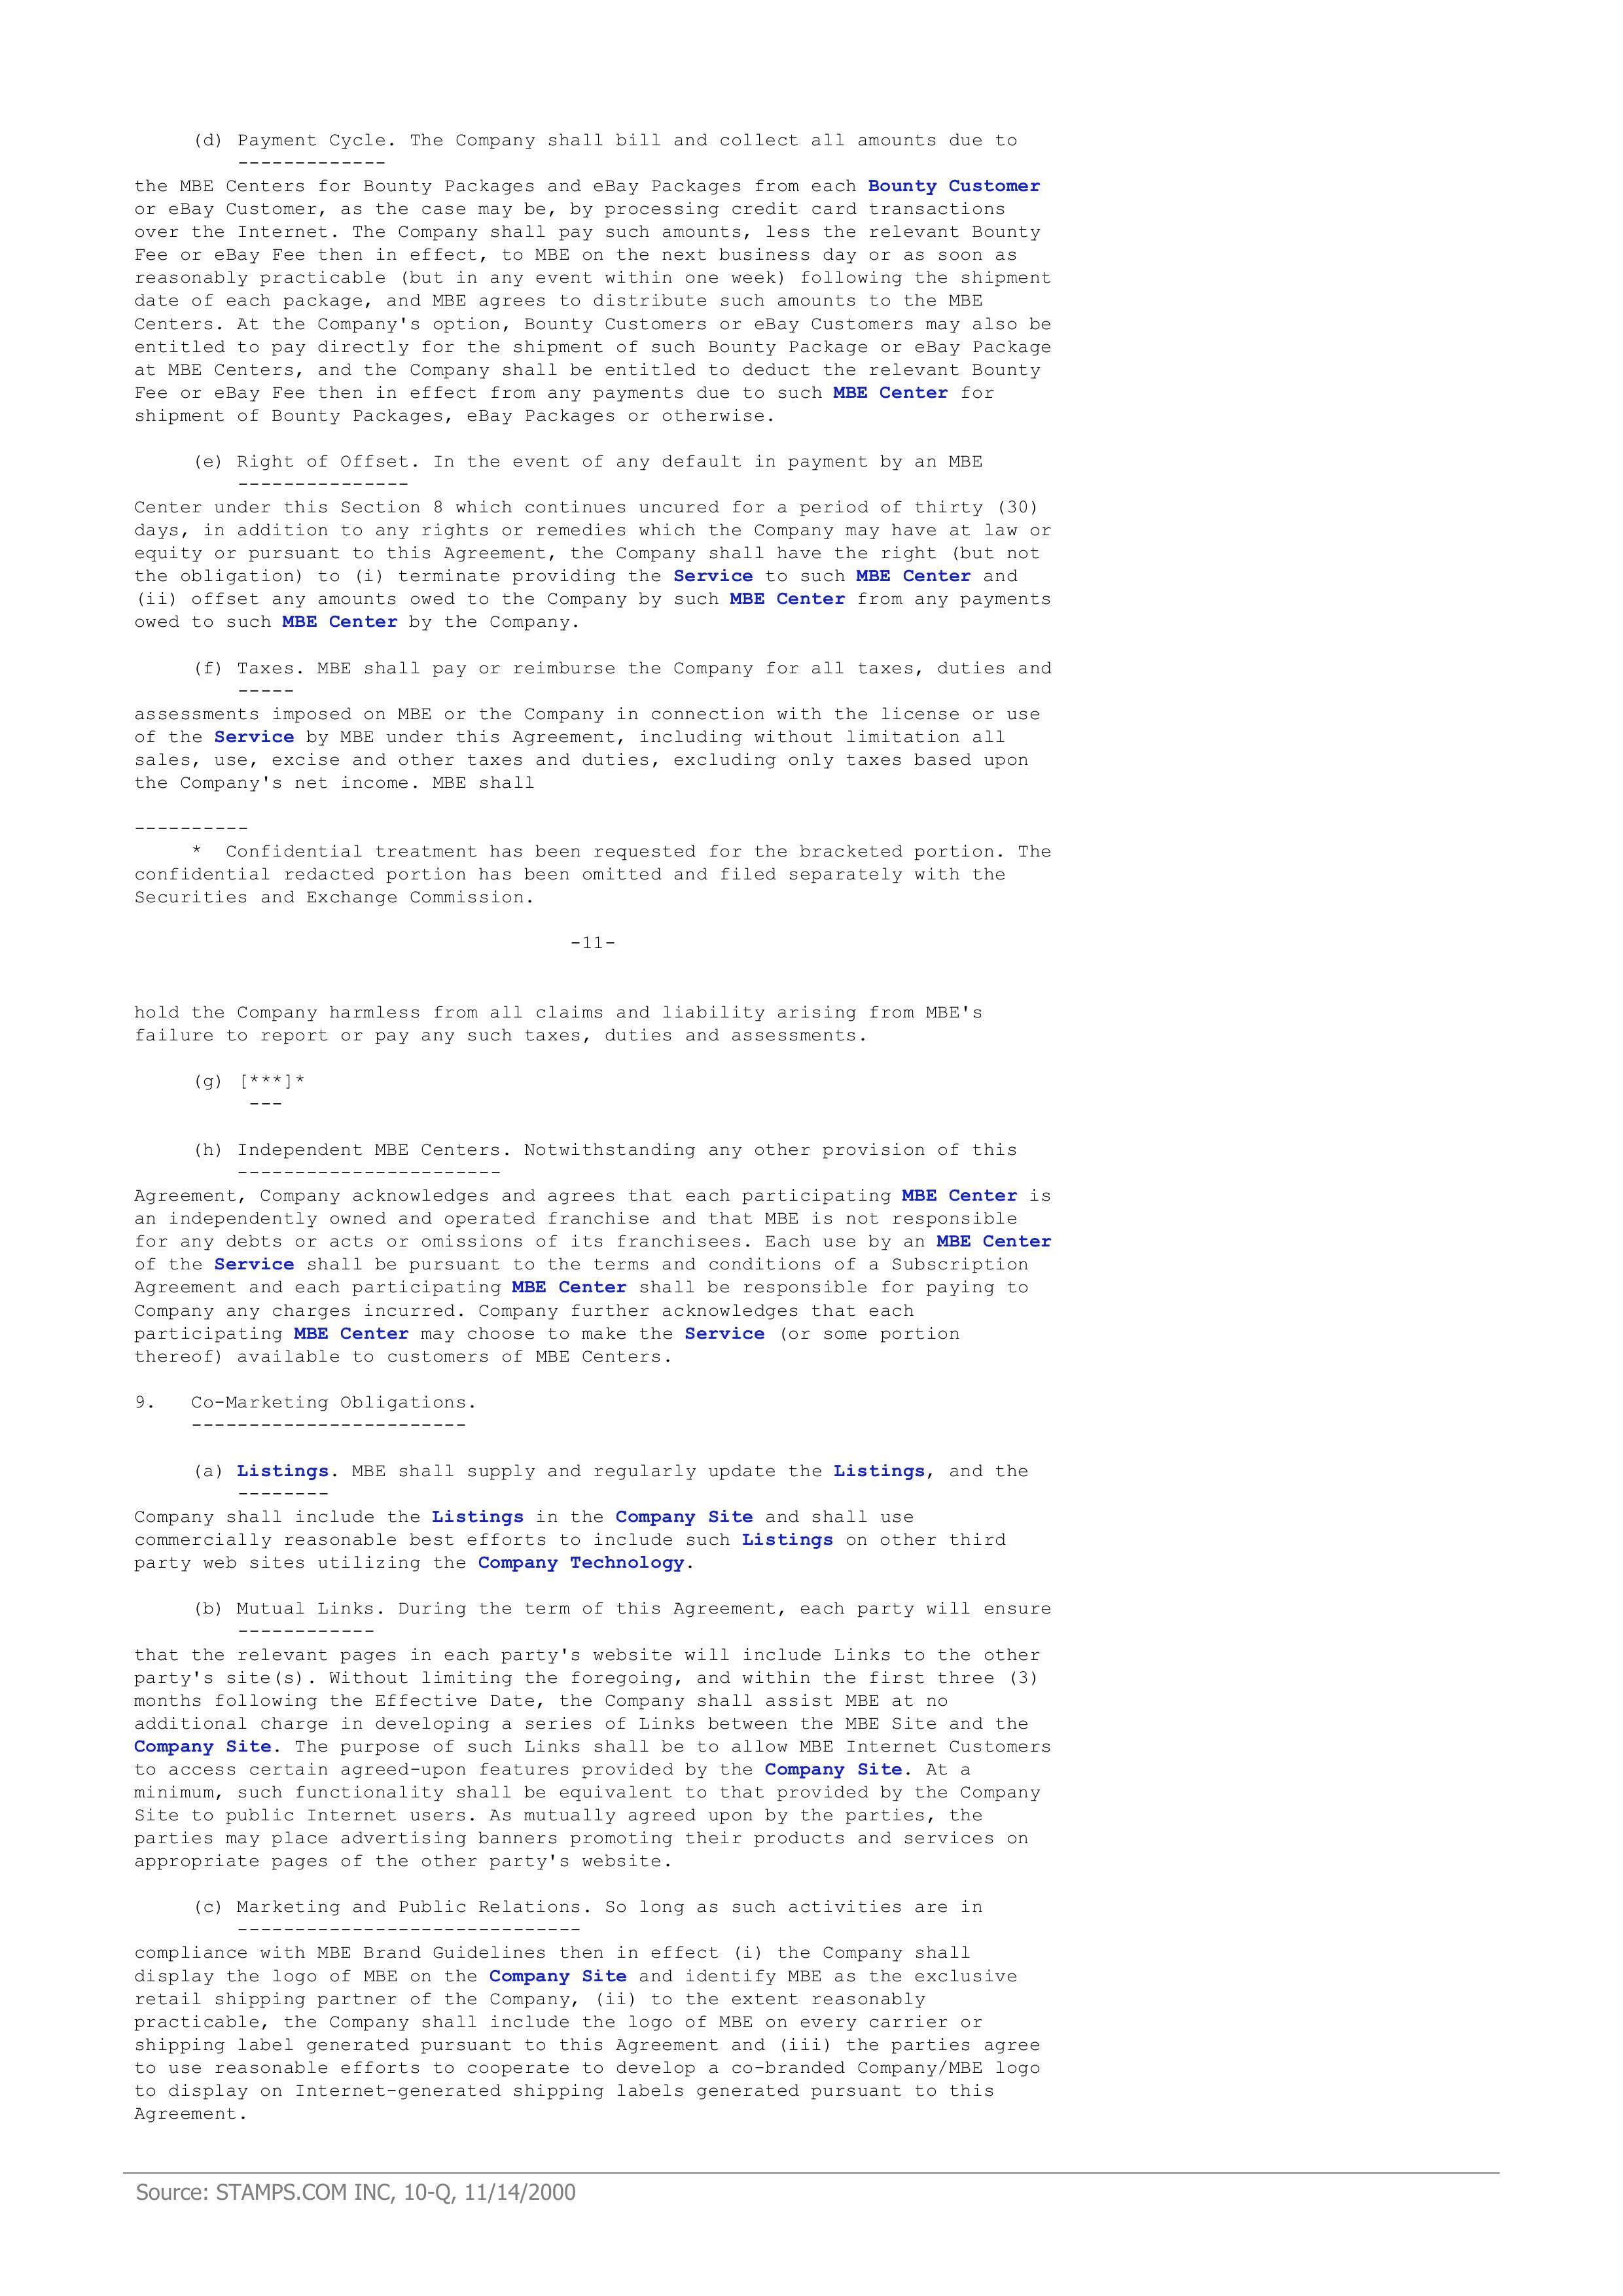 (d) Payment Cycle. The Company shall bill and collect all amounts due to
-------------
the MBE Centers for Bounty Packages and eBay Packages from each Bounty Customer
or eBay Customer, as the case may be, by processing credit card transactions
over the Internet. The Company shall pay such amounts, less the relevant Bounty
Fee or eBay Fee then in effect, to MBE on the next business day or as soon as
reasonably practicable (but in any event within one week) following the shipment
date of each package, and MBE agrees to distribute such amounts to the MBE
Centers. At the Company's option, Bounty Customers or eBay Customers may also be
entitled to pay directly for the shipment of such Bounty Package or eBay Package
at MBE Centers, and the Company shall be entitled to deduct the relevant Bounty
Fee or eBay Fee then in effect from any payments due to such MBE Center for
shipment of Bounty Packages, eBay Packages or otherwise.
(e) Right of Offset. In the event of any default in payment by an MBE
---------------
Center under this Section 8 which continues uncured for a period of thirty (30)
days, in addition to any rights or remedies which the Company may have at law or
equity or pursuant to this Agreement, the Company shall have the right (but not
the obligation) to (i) terminate providing the Service to such MBE Center and
(ii) offset any amounts owed to the Company by such MBE Center from any payments
owed to such MBE Center by the Company.
(f) Taxes. MBE shall pay or reimburse the Company for all taxes, duties and
-----
assessments imposed on MBE or the Company in connection with the license or use
of the Service by MBE under this Agreement, including without limitation all
sales, use, excise and other taxes and duties, excluding only taxes based upon
the Company's net income. MBE shall
----------
* Confidential treatment has been requested for the bracketed portion. The
confidential redacted portion has been omitted and filed separately with the
Securities and Exchange Commission.
-11-
hold the Company harmless from all claims and liability arising from MBE's
failure to report or pay any such taxes, duties and assessments.
(g) [***]*
---
(h) Independent MBE Centers. Notwithstanding any other provision of this
-----------------------
Agreement, Company acknowledges and agrees that each participating MBE Center is
an independently owned and operated franchise and that MBE is not responsible
for any debts or acts or omissions of its franchisees. Each use by an MBE Center
of the Service shall be pursuant to the terms and conditions of a Subscription
Agreement and each participating MBE Center shall be responsible for paying to
Company any charges incurred. Company further acknowledges that each
participating MBE Center may choose to make the Service (or some portion
thereof) available to customers of MBE Centers.
9. Co-Marketing Obligations.
------------------------
(a) Listings. MBE shall supply and regularly update the Listings, and the
--------
Company shall include the Listings in the Company Site and shall use
commercially reasonable best efforts to include such Listings on other third
party web sites utilizing the Company Technology.
(b) Mutual Links. During the term of this Agreement, each party will ensure
------------
that the relevant pages in each party's website will include Links to the other
party's site(s). Without limiting the foregoing, and within the first three (3)
months following the Effective Date, the Company shall assist MBE at no
additional charge in developing a series of Links between the MBE Site and the
Company Site. The purpose of such Links shall be to allow MBE Internet Customers
to access certain agreed-upon features provided by the Company Site. At a
minimum, such functionality shall be equivalent to that provided by the Company
Site to public Internet users. As mutually agreed upon by the parties, the
parties may place advertising banners promoting their products and services on
appropriate pages of the other party's website.
(c) Marketing and Public Relations. So long as such activities are in
------------------------------
compliance with MBE Brand Guidelines then in effect (i) the Company shall
display the logo of MBE on the Company Site and identify MBE as the exclusive
retail shipping partner of the Company, (ii) to the extent reasonably
practicable, the Company shall include the logo of MBE on every carrier or
shipping label generated pursuant to this Agreement and (iii) the parties agree
to use reasonable efforts to cooperate to develop a co-branded Company/MBE logo
to display on Internet-generated shipping labels generated pursuant to this
Agreement.
Source: STAMPS.COM INC, 10-Q, 11/14/2000